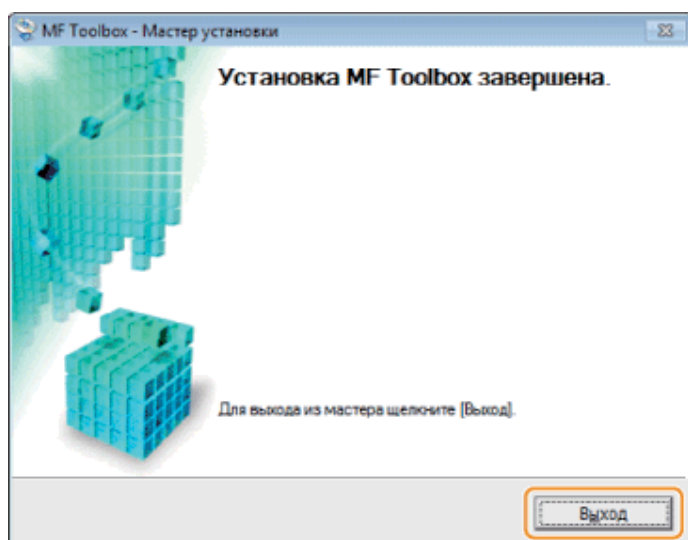 MF Toolbox - Мастер установки
Установка MF Toolbox завершена.
Для выхода из мастера щелкните [Выход].
Выход